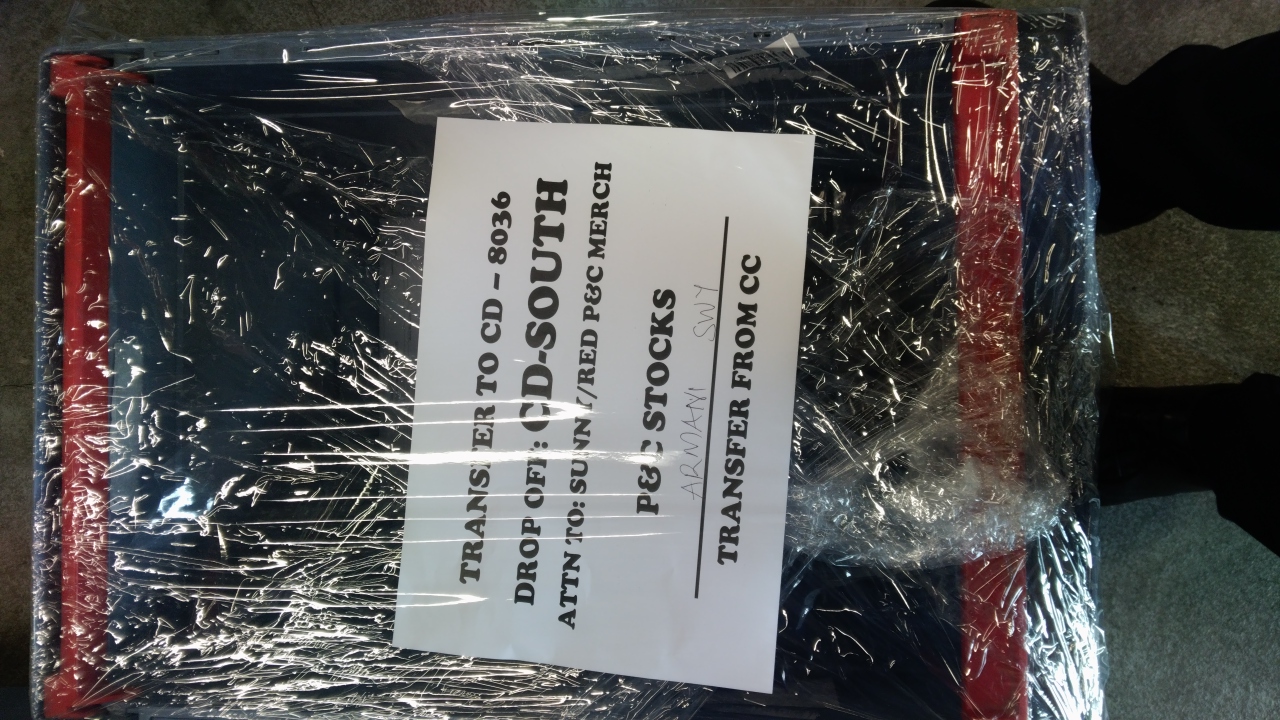 TRANSFER TO CD – 8036
DROP OFF: CD-SOUTH
ATTN TO: SUNNY/RED P&C MERCH
P&C STOCKS
ARMANI SWY
TRANSFER FROM CC